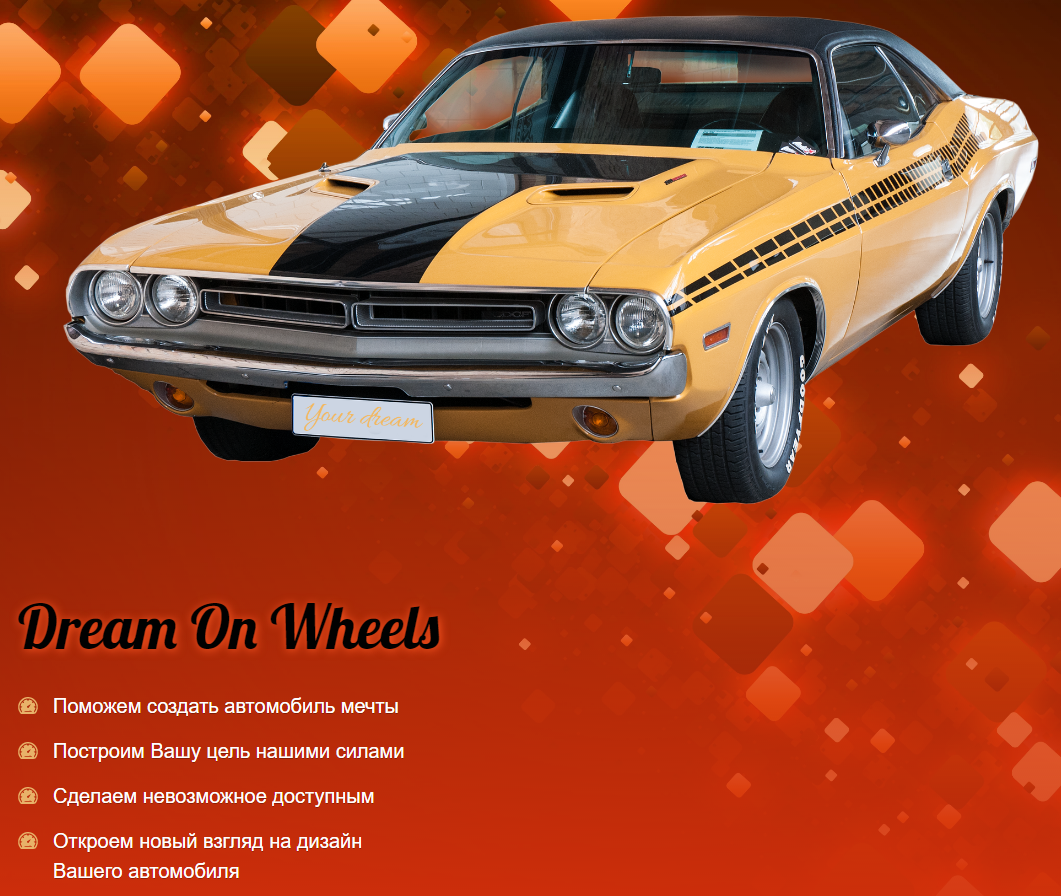 Your dream
GOODYEAR
Dream On Wheels
Поможем создать автомобиль мечты
Построим Вашу цель нашими силами
Сделаем невозможное доступным
Откроем новый взгляд на дизайн
Вашего автомобиля